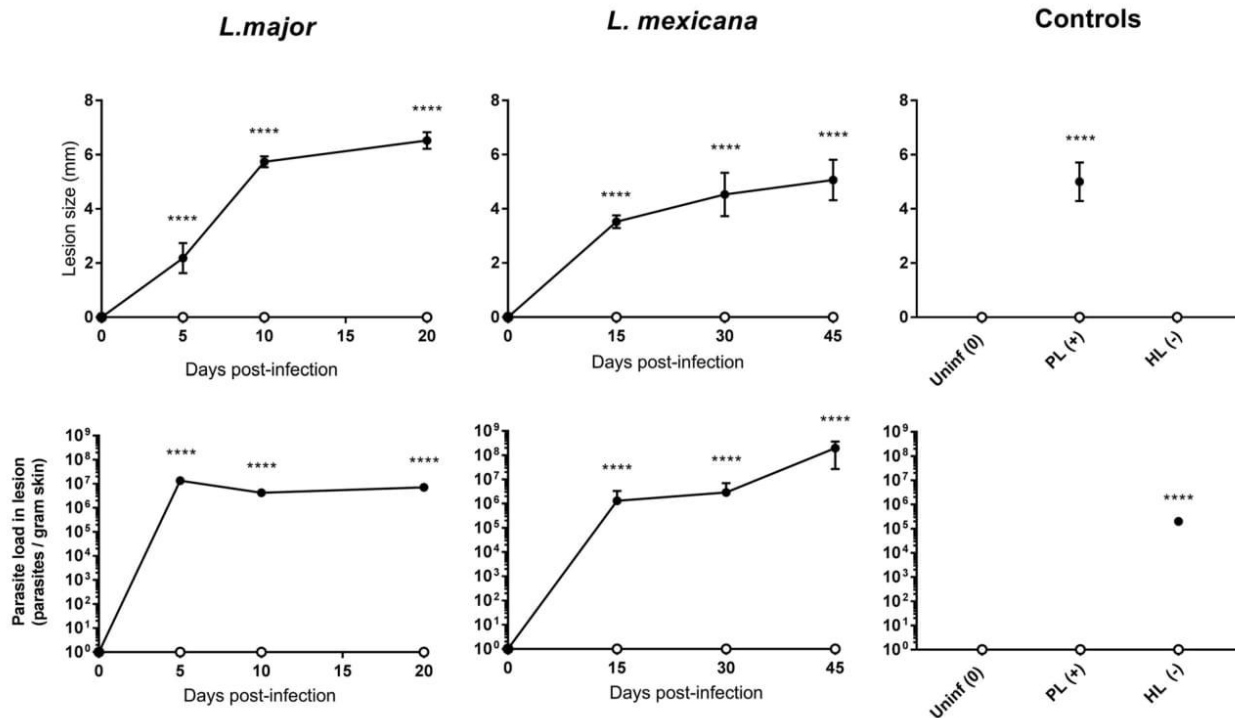 L.major
L. mexicana
Controls
Lesion size (mm)
8
6
4
2
0
****
****
****
0 5 10 15 20
Days post-infection
8
6
4
2
0
****
****
****
0 15 30 45
Days post-infection
8
6
4
2
0
****
Uninf (0)
PL (+)
HL (-)
Parasite load in lesion
(parasites / gram skin)
10⁹
10⁸
10⁷
10⁶
10⁵
10⁴
10³
10²
10¹
10⁰
****
****
****
0 5 10 15 20
Days post-infection
10⁹
10⁸
10⁷
10⁶
10⁵
10⁴
10³
10²
10¹
10⁰
****
****
****
0 15 30 45
Days post-infection
10⁹
10⁸
10⁷
10⁶
10⁵
10⁴
10³
10²
10¹
10⁰
****
Uninf (0)
PL (+)
HL (-)